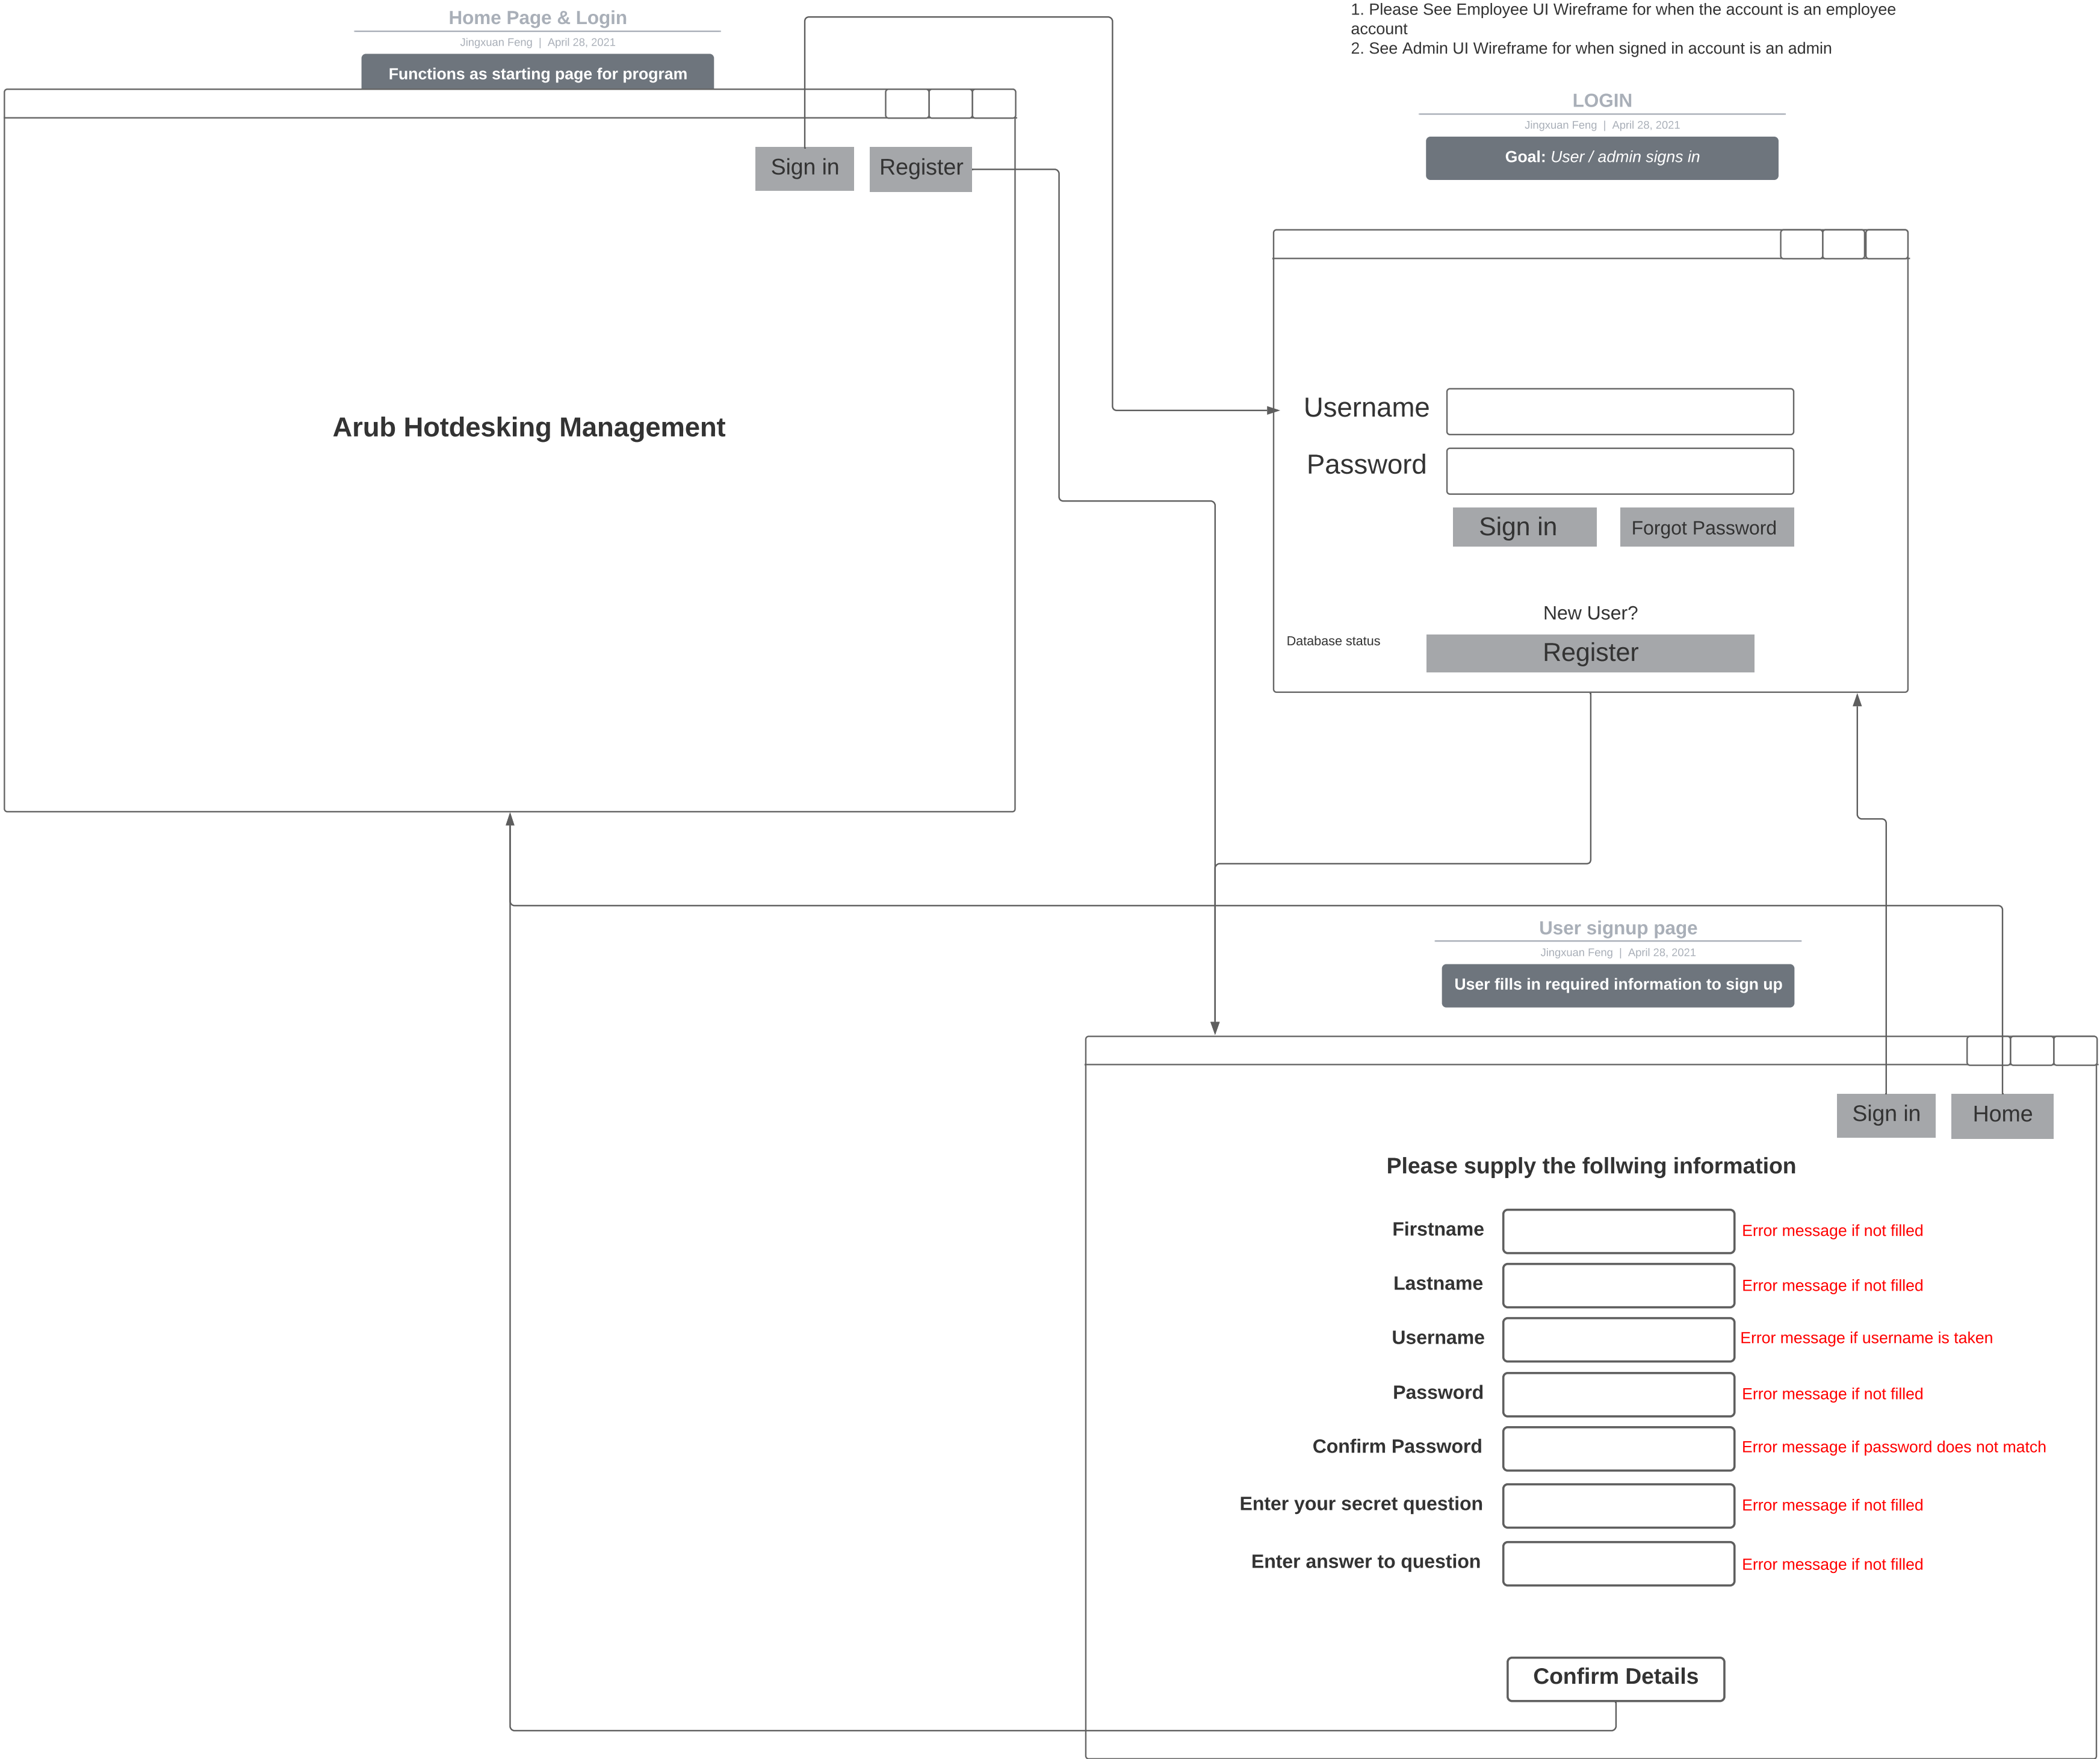 Home Page & Login
Jingxuan Feng | April 28, 2021
Functions as starting page for program
Sign in
Register
Arub Hotdesking Management
1. Please See Employee UI Wireframe for when the account is an employee
account
2. See Admin UI Wireframe for when signed in account is an admin
LOGIN
Jingxuan Feng | April 28, 2021
Goal: User / admin signs in
Username
Password
Sign in
Forgot Password
New User?
Database status
Register
User signup page
Jingxuan Feng | April 28, 2021
User fills in required information to sign up
Sign in
Home
Please supply the follwing information
Firstname
Error message if not filled
Lastname
Error message if not filled
Username
Error message if username is taken
Password
Error message if not filled
Confirm Password
Error message if password does not match
Enter your secret question
Error message if not filled
Enter answer to question
Error message if not filled
Confirm Details